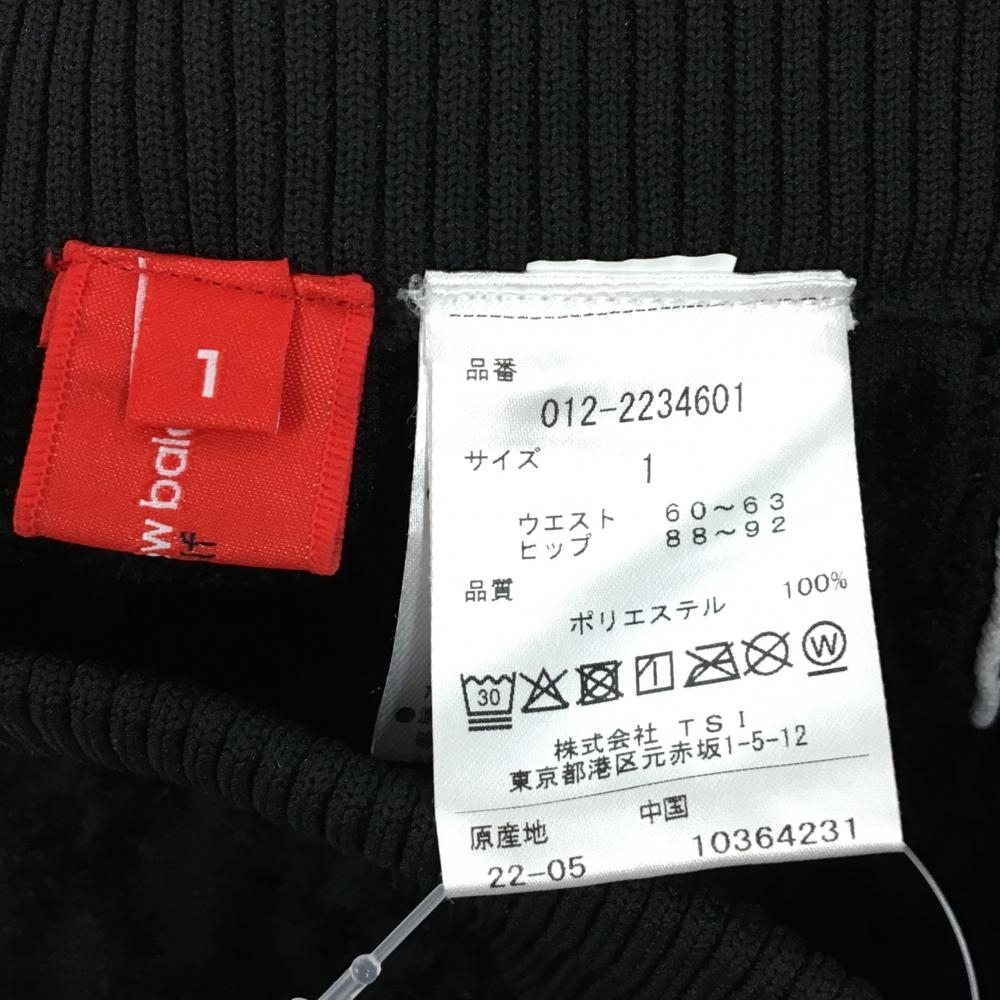 1
品番
012-2234601
サイズ 1
ウエスト 60～63
ヒップ 88～92
品質
ポリエステル 100%
30
W
株式会社 TSI
東京都港区元赤坂1-5-12
原産地 中国
22-05 10364231